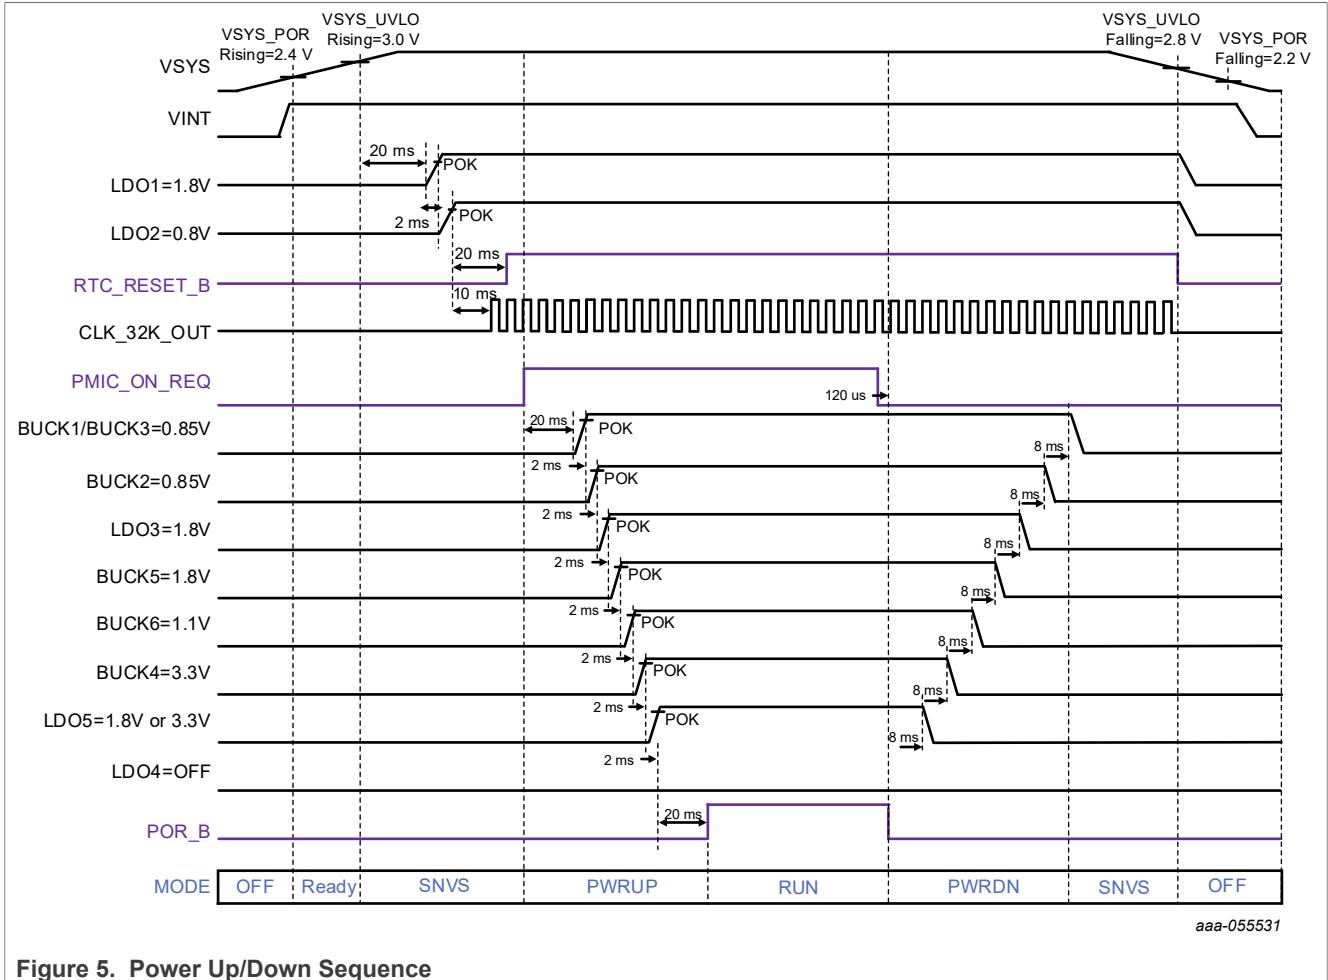 VSYS_POR
Rising=2.4 V
VSYS_UVLO
Rising=3.0 V
VSYS_UVLO
Falling=2.8 V
VSYS_POR
Falling=2.2 V
VSYS
VINT
20 ms
POK
LDO1=1.8V
2 ms
POK
LDO2=0.8V
20 ms
RTC_RESET_B
10 ms
CLK_32K_OUT
PMIC_ON_REQ
120 us
20 ms
POK
BUCK1/BUCK3=0.85V
8 ms
2 ms
POK
BUCK2=0.85V
8 ms
2 ms
POK
LDO3=1.8V
8 ms
2 ms
POK
BUCK5=1.8V
8 ms
2 ms
POK
BUCK6=1.1V
8 ms
2 ms
POK
BUCK4=3.3V
8 ms
2 ms
POK
LDO5=1.8V or 3.3V
8 ms
2 ms
LDO4=OFF
20 ms
POR_B
MODE OFF Ready SNVS PWRUP RUN PWRDN SNVS OFF
aaa-055531
Figure 5. Power Up/Down Sequence